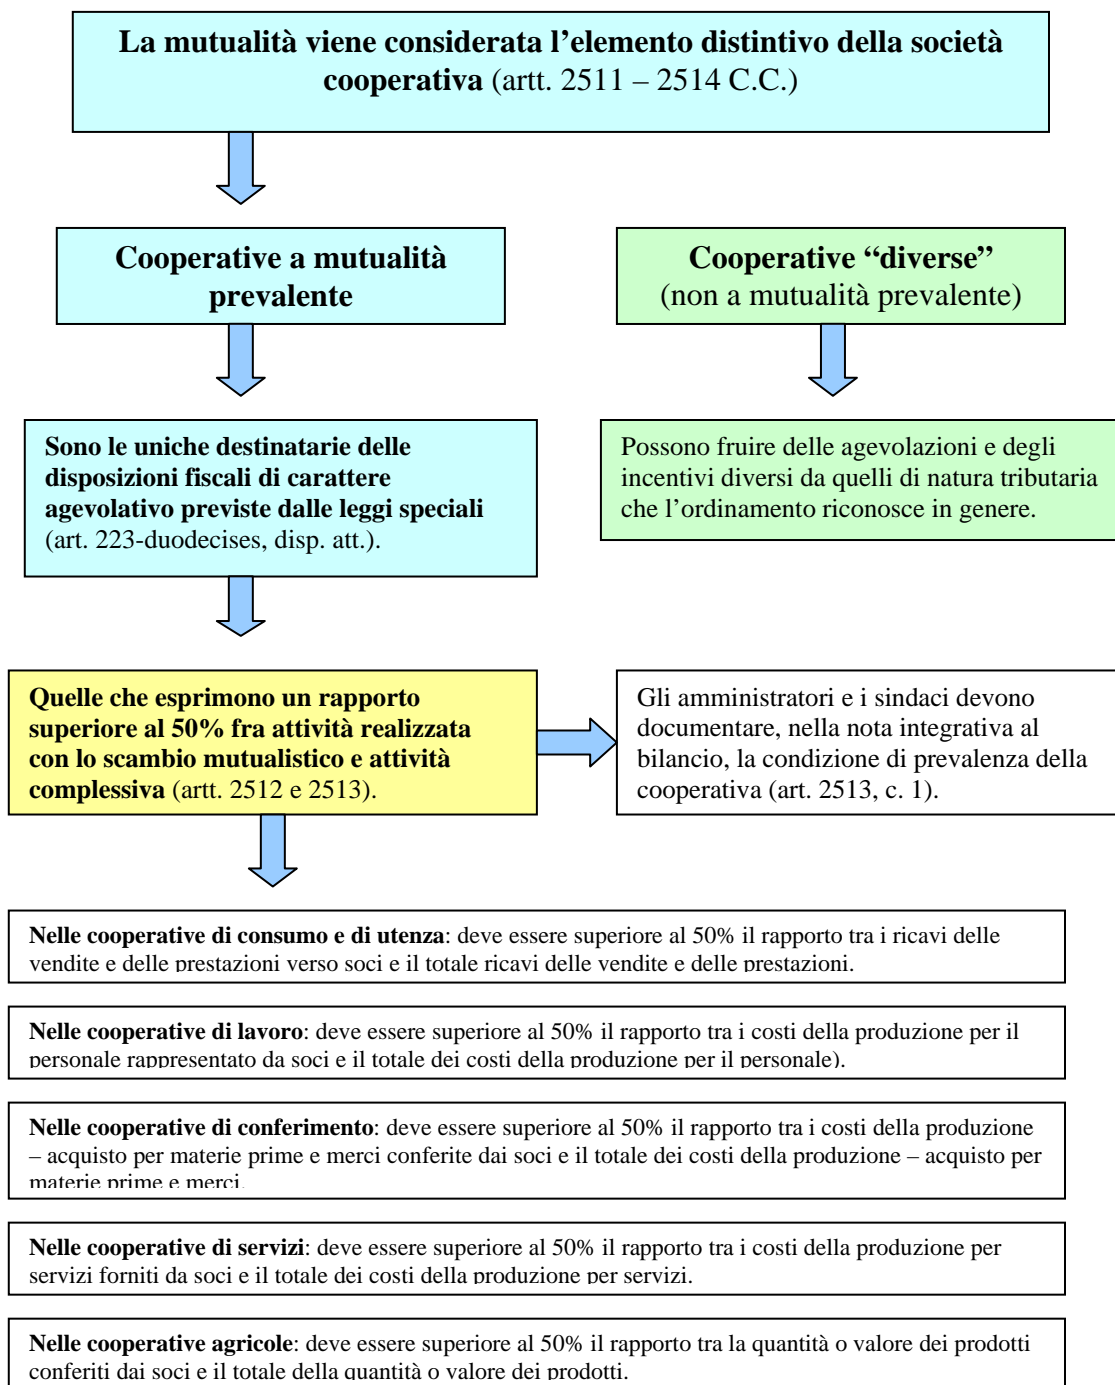 La mutualità viene considerata l’elemento distintivo della società
cooperativa (artt. 2511 – 2514 C.C.)
Cooperative a mutualità
prevalente
Cooperative “diverse”
(non a mutualità prevalente)
Sono le uniche destinatarie delle
disposizioni fiscali di carattere
agevolativo previste dalle leggi speciali
(art. 223-duodecises, disp. att.).
Possono fruire delle agevolazioni e degli
incentivi diversi da quelli di natura tributaria
che l’ordinamento riconosce in genere.
Quelle che esprimono un rapporto
superiore al 50% fra attività realizzata
con lo scambio mutualistico e attività
complessiva (artt. 2512 e 2513).
Gli amministratori e i sindaci devono
documentare, nella nota integrativa al
bilancio, la condizione di prevalenza della
cooperativa (art. 2513, c. 1).
Nelle cooperative di consumo e di utenza: deve essere superiore al 50% il rapporto tra i ricavi delle
vendite e delle prestazioni verso soci e il totale ricavi delle vendite e delle prestazioni.
Nelle cooperative di lavoro: deve essere superiore al 50% il rapporto tra i costi della produzione per il
personale rappresentato da soci e il totale dei costi della produzione per il personale).
Nelle cooperative di conferimento: deve essere superiore al 50% il rapporto tra i costi della produzione
– acquisto per materie prime e merci conferite dai soci e il totale dei costi della produzione – acquisto per
materie prime e merci.
Nelle cooperative di servizi: deve essere superiore al 50% il rapporto tra i costi della produzione per
servizi forniti da soci e il totale dei costi della produzione per servizi.
Nelle cooperative agricole: deve essere superiore al 50% il rapporto tra la quantità o valore dei prodotti
conferiti dai soci e il totale della quantità o valore dei prodotti.